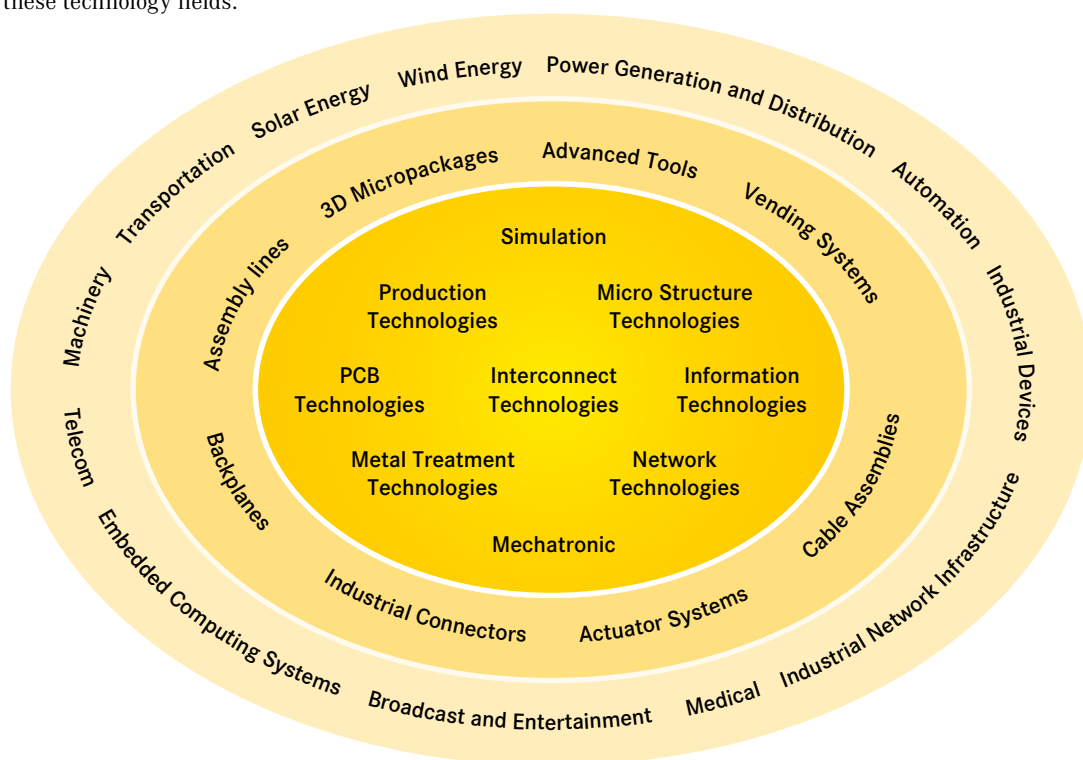 these technology fields.
Wind Energy
Power Generation and Distribution
Solar Energy
Transportation
Automation
Machinery
Industrial Devices
Telecom
Industrial Network Infrastructure
Embedded Computing Systems
Broadcast and Entertainment
Medical
3D Micropackages
Advanced Tools
Vending Systems
Assembly lines
Backplanes
Cable Assemblies
Industrial Connectors
Actuator Systems
Simulation
Production
Technologies
Micro Structure
Technologies
PCB
Technologies
Interconnect
Technologies
Information
Technologies
Metal Treatment
Technologies
Network
Technologies
Mechatronic